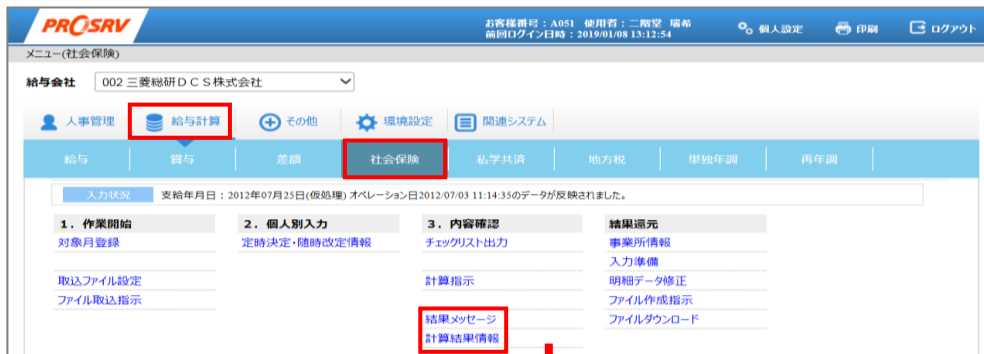 PROSRV
お客様番号：A051 使用者：二階堂 瑞希
前回ログイン日時：2019/01/08 13:12:54
個人設定
印刷
ログアウト
メニュー(社会保険)
給与会社 002 三菱総研ＤＣＳ株式会社
人事管理 給与計算 その他 環境設定 関連システム
給与 賞与 差額 社会保険 私学共済 地方税 単独年調 再年調
入力状況 支給年月日：2012年07月25日(仮処理) オペレーション日2012/07/03 11:14:35のデータが反映されました。
1．作業開始 2．個人別入力 3．内容確認 結果還元
対象月登録 定時決定・随時改定情報 チェックリスト出力 事業所情報
入力準備
取込ファイル設定 計算指示 明細データ修正
ファイル取込指示 ファイル作成指示
結果メッセージ ファイルダウンロード
計算結果情報